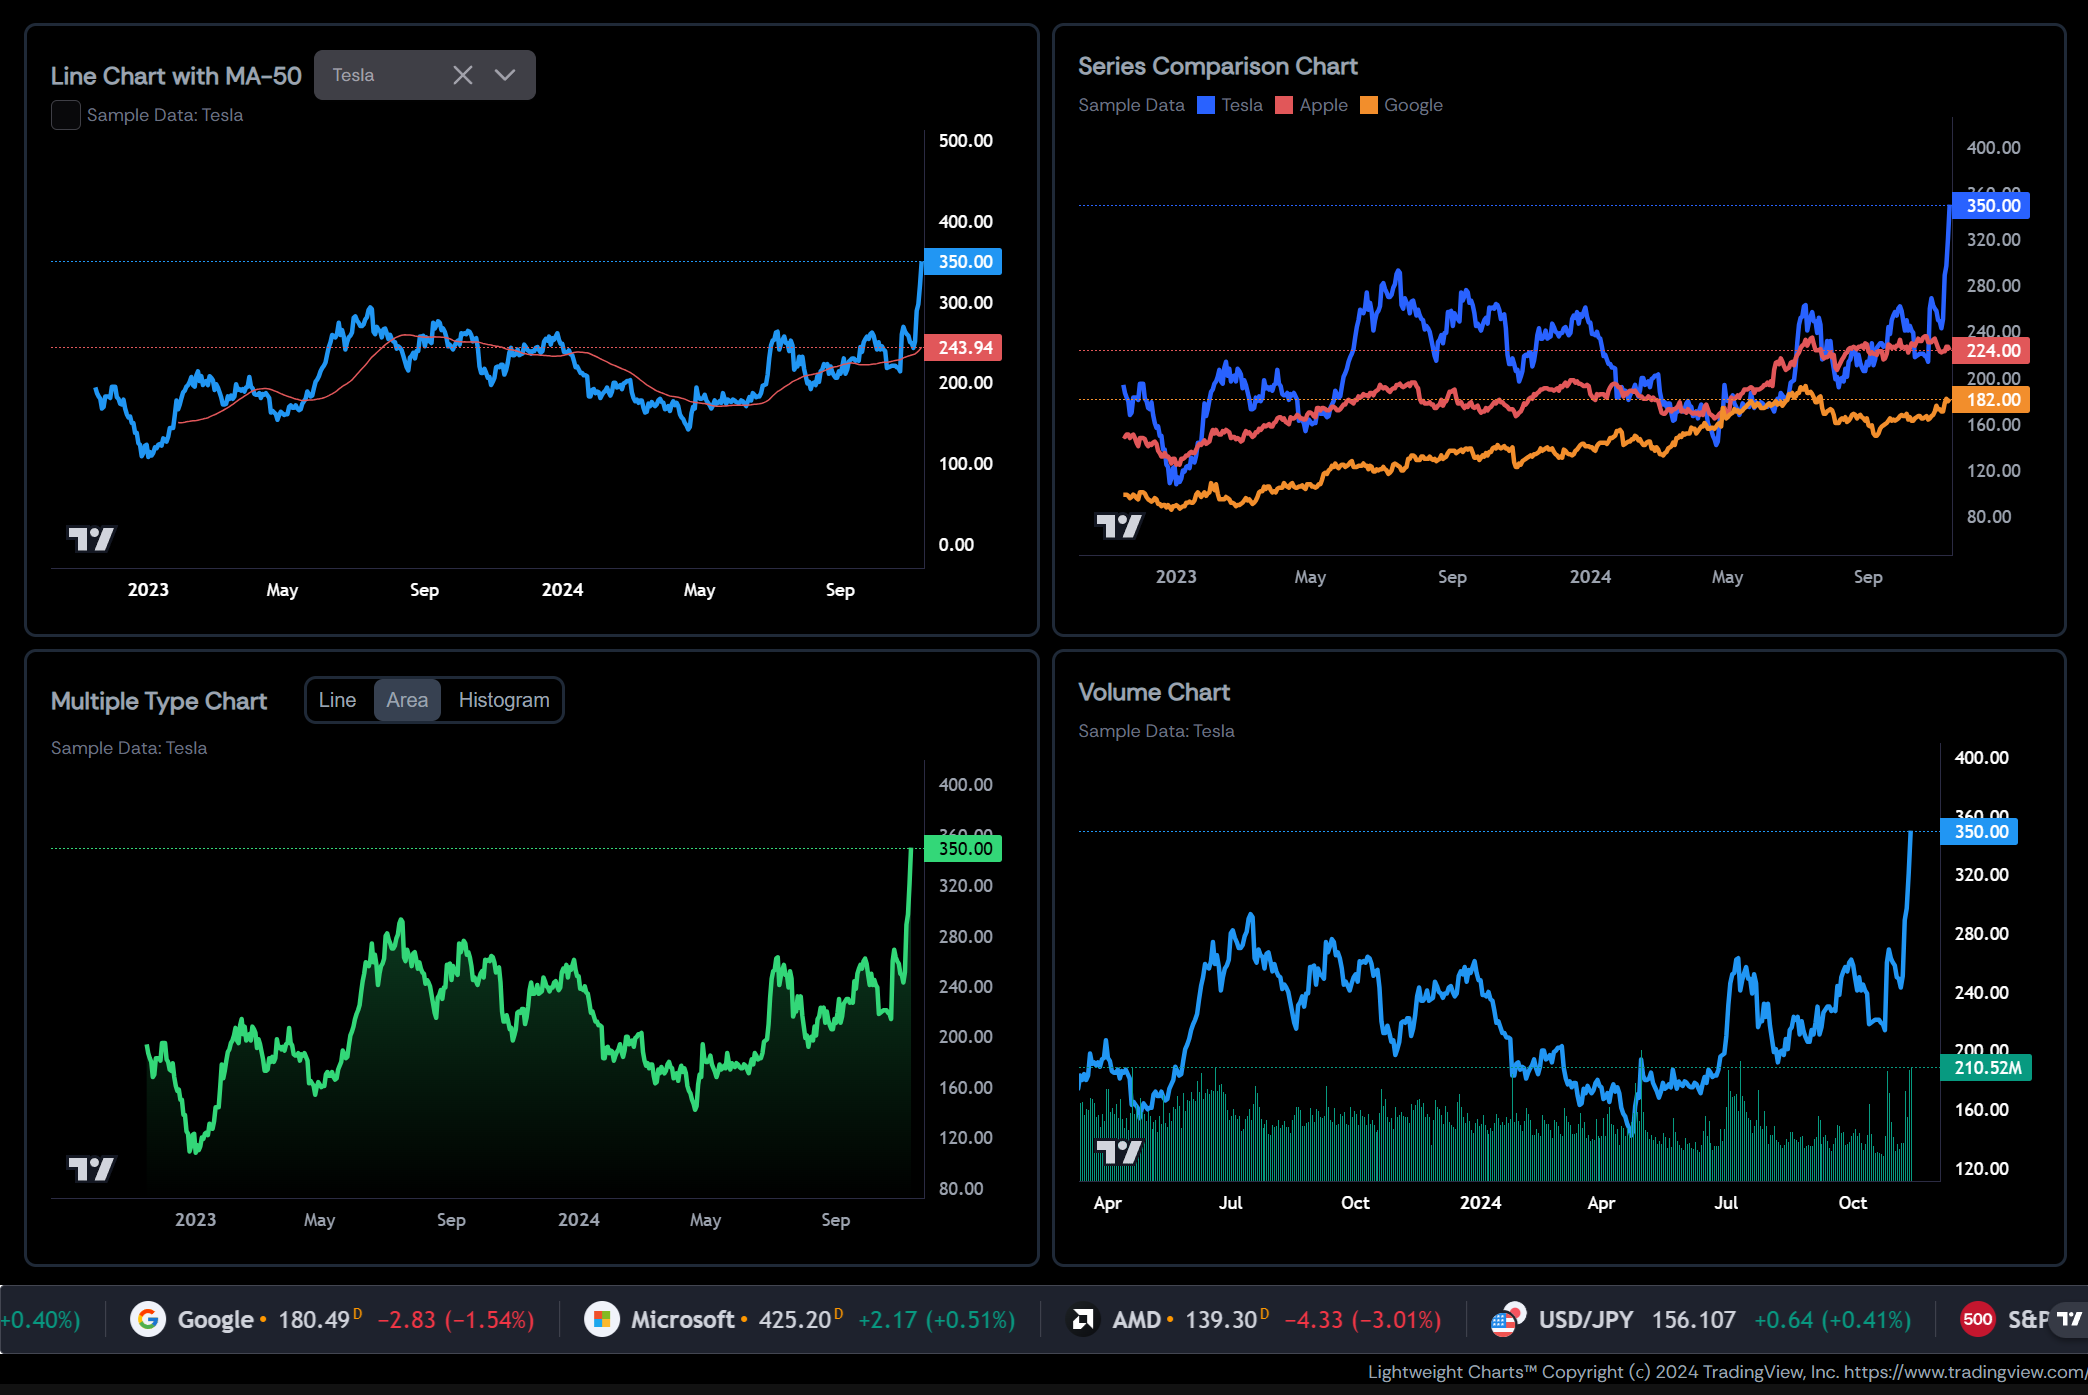 Line Chart with MA-50
Tesla
Sample Data: Tesla
500.00
400.00
350.00
300.00
243.94
200.00
100.00
0.00
2023 May Sep 2024 May Sep
Series Comparison Chart
Sample Data Tesla Apple Google
400.00
360.00
350.00
320.00
280.00
240.00
224.00
200.00
182.00
160.00
120.00
80.00
2023 May Sep 2024 May Sep
Multiple Type Chart
Line Area Histogram
Sample Data: Tesla
400.00
360.00
350.00
320.00
280.00
240.00
200.00
160.00
120.00
80.00
2023 May Sep 2024 May Sep
Volume Chart
Sample Data: Tesla
400.00
360.00
350.00
320.00
280.00
240.00
200.00
210.52M
160.00
120.00
Apr Jul Oct 2024 Apr Jul Oct
+0.40%) Google • 180.49 D −2.83 (−1.54%) Microsoft • 425.20 D +2.17 (+0.51%) AMD • 139.30 D −4.33 (−3.01%) USD/JPY 156.107 +0.64 (+0.41%) 500 S&P
Lightweight Charts™ Copyright (c) 2024 TradingView, Inc. https://www.tradingview.com/